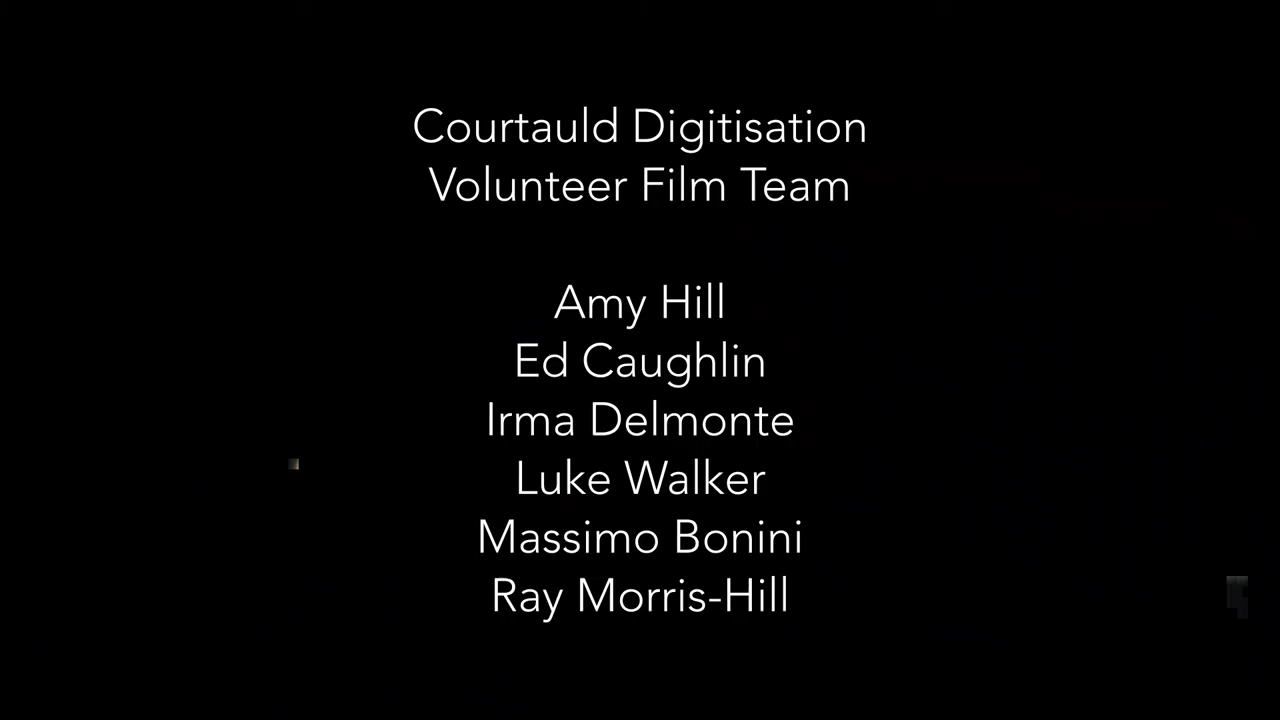 Courtauld Digitisation
Volunteer Film Team
Amy Hill
Ed Caughlin
Irma Delmonte
Luke Walker
Massimo Bonini
Ray Morris-Hill